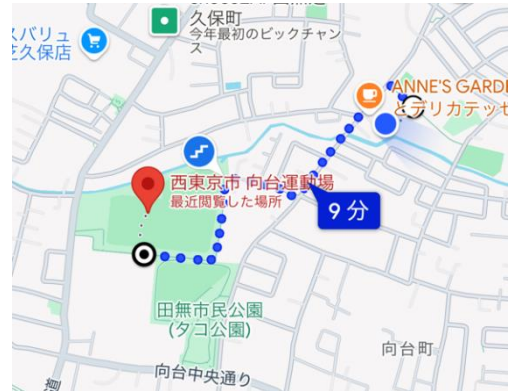 久保町
今年最初のビックチャン
ス
スバリュ
芝久保店
ANNE'S GARDE
とデリカテッセ
西東京市 向台運動場
最近閲覧した場所
9 分
田無市民公園
(タコ公園)
向台町
向台中央通り
道